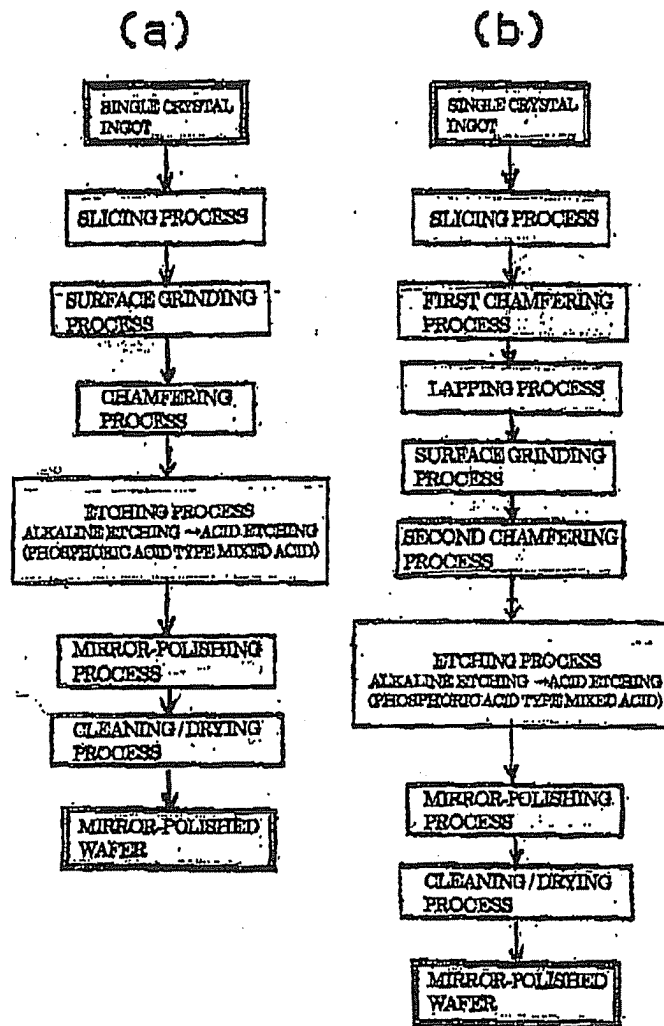 (a)
SINGLE CRYSTAL
INGOT
SLICING PROCESS
SURFACE GRINDING
PROCESS
CHAMFERING
PROCESS
ETCHING PROCESS
ALKALINE ETCHING → ACID ETCHING
(PHOSPHORIC ACID TYPE MIXED ACID)
MIRROR-POLISHING
PROCESS
CLEANING/DRYING
PROCESS
MIRROR-POLISHED
WAFER
(b)
SINGLE CRYSTAL
INGOT
SLICING PROCESS
FIRST CHAMFERING
PROCESS
LAPPING PROCESS
SURFACE GRINDING
PROCESS
SECOND CHAMFERING
PROCESS
ETCHING PROCESS
ALKALINE ETCHING → ACID ETCHING
(PHOSPHORIC ACID TYPE MIXED ACID)
MIRROR-POLISHING
PROCESS
CLEANING/DRYING
PROCESS
MIRROR-POLISHED
WAFER